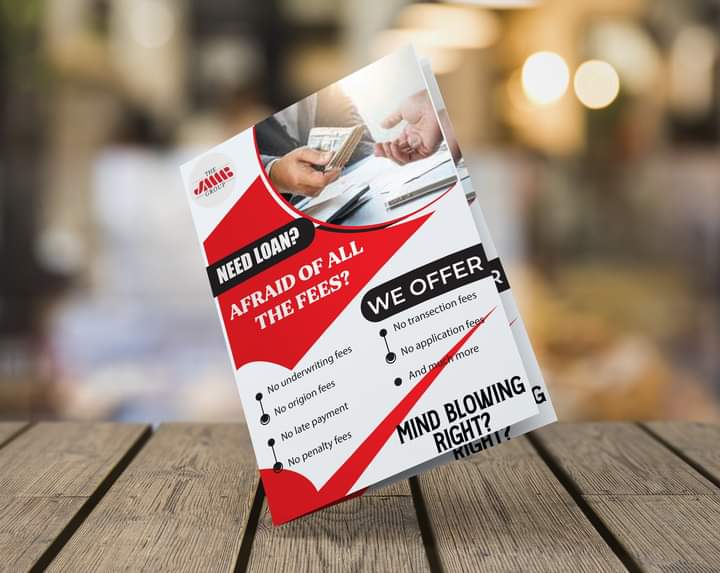 THE
JAMB
GROUP
NEED LOAN?
AFRAID OF ALL
THE FEES?
WE OFFER
No transection fees
No application fees
And much more
No underwriting fees
No origion fees
No late payment
No penalty fees
MIND BLOWING
RIGHT?
R
G
RIGHT?